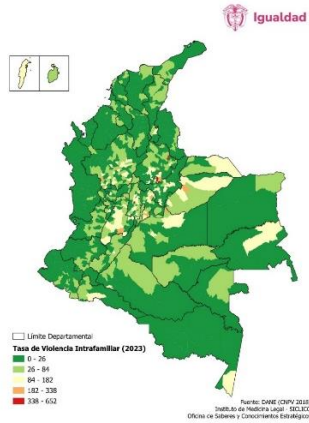 Igualdad
Límite Departamental
Tasa de Violencia Intrafamiliar (2023)
0 - 26
26 - 84
84 - 182
182 - 338
338 - 652
Fuente: DANE (CNPV 2018)
Instituto de Medicina Legal - SICLICO
Oficina de Saberes y Conocimientos Estratégicos